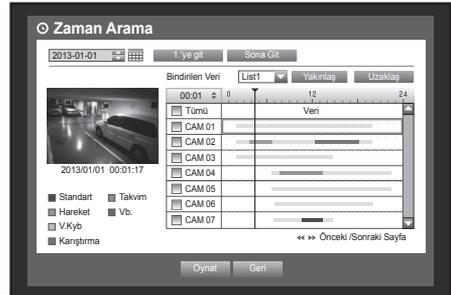 Zaman Arama
2013-01-01 1.'ye git Sona Git
Bindirilen Veri List1 Yakınlaş Uzaklaş
00:01 0 12 24
Tümü Veri
CAM 01
CAM 02
CAM 03
CAM 04
CAM 05
CAM 06
CAM 07
2013/01/01 00:01:17
Standart Takvim
Hareket Vb.
V.Kyb
Karıştırma
Önceki /Sonraki Sayfa
Oynat Geri